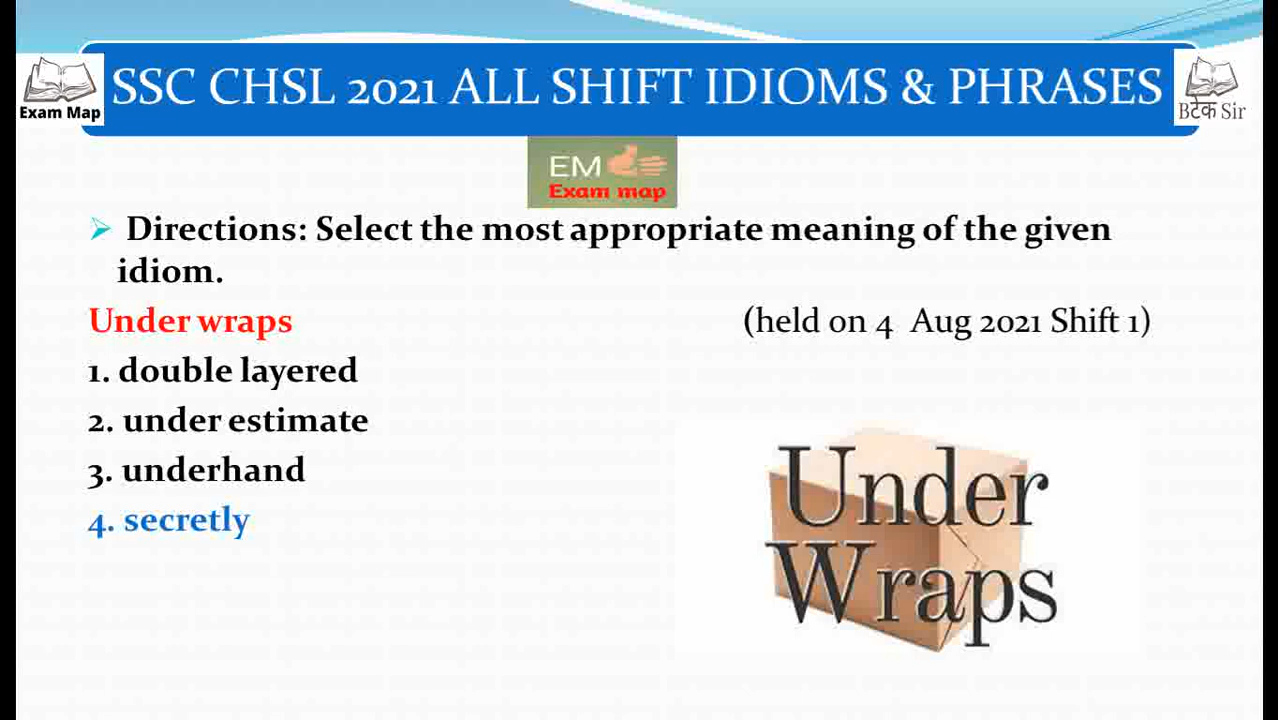 SSC CHSL 2021 ALL SHIFT IDIOMS & PHRASES
Exam Map
Bटेक Sir
EM
Exam map
➢ Directions: Select the most appropriate meaning of the given
idiom.
Under wraps (held on 4 Aug 2021 Shift 1)
1. double layered
2. under estimate
3. underhand
4. secretly
Under
Wraps